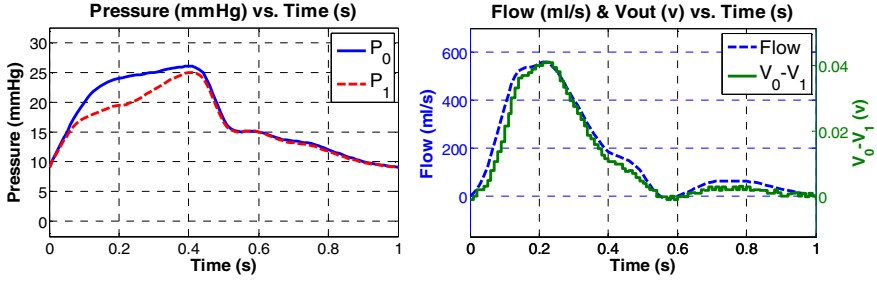 Pressure (mmHg) vs. Time (s)
Pressure (mmHg)
30
25
20
15
10
5
0
P0
P1
0 0.2 0.4 0.6 0.8 1
Time (s)
Flow (ml/s) & Vout (v) vs. Time (s)
Flow (ml/s)
600
400
200
0
Flow
V0-V1
0.04
0.02
0
V0-V1 (v)
0 0.2 0.4 0.6 0.8 1
Time (s)